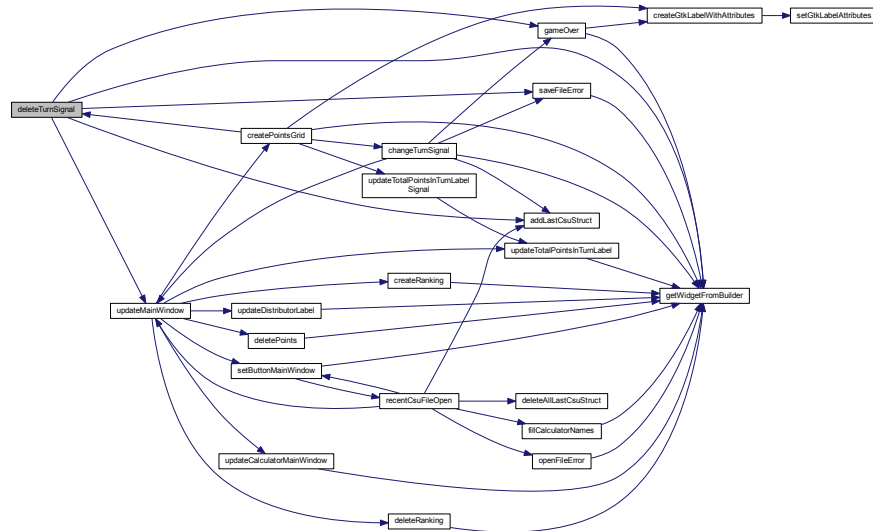 createGtkLabelWithAttributes
setGtkLabelAttributes
gameOver
saveFileError
deleteTurnSignal
createPointsGrid
changeTurnSignal
updateTotalPointsInTurnLabel
Signal
addLastCsuStruct
updateTotalPointsInTurnLabel
createRanking
getWidgetFromBuilder
updateMainWindow
updateDistributorLabel
deletePoints
setButtonMainWindow
recentCsuFileOpen
deleteAllLastCsuStruct
fillCalculatorNames
updateCalculatorMainWindow
openFileError
deleteRanking